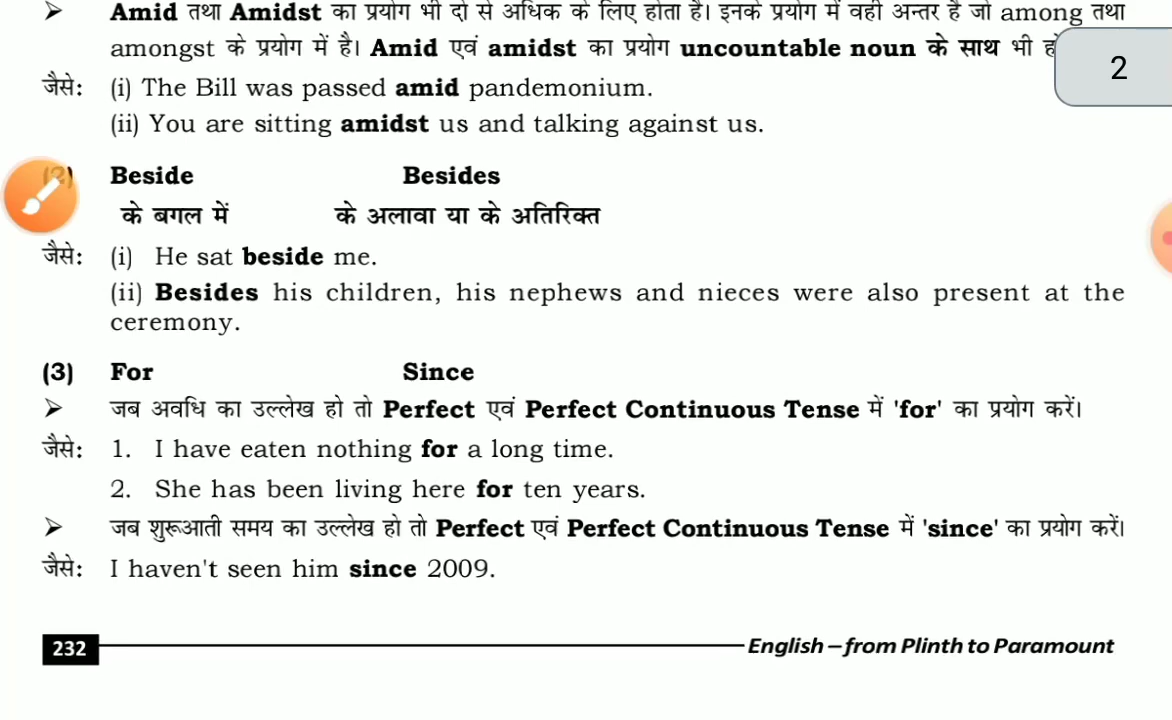 ➤ Amid तथा Amidst का प्रयोग भी दो से अधिक के लिए होता है। इनके प्रयोग में वही अन्तर है जो among तथा
amongst के प्रयोग में है। Amid एवं amidst का प्रयोग uncountable noun के साथ भी
2
जैसे: (i) The Bill was passed amid pandemonium.
(ii) You are sitting amidst us and talking against us.
(2) Beside Besides
के बगल में के अलावा या के अतिरिक्त
जैसे: (i) He sat beside me.
(ii) Besides his children, his nephews and nieces were also present at the
ceremony.
(3) For Since
➤ जब अवधि का उल्लेख हो तो Perfect एवं Perfect Continuous Tense में 'for' का प्रयोग करें।
जैसे: 1. I have eaten nothing for a long time.
2. She has been living here for ten years.
➤ जब शुरूआती समय का उल्लेख हो तो Perfect एवं Perfect Continuous Tense में 'since' का प्रयोग करें।
जैसे: I haven't seen him since 2009.
232 English – from Plinth to Paramount